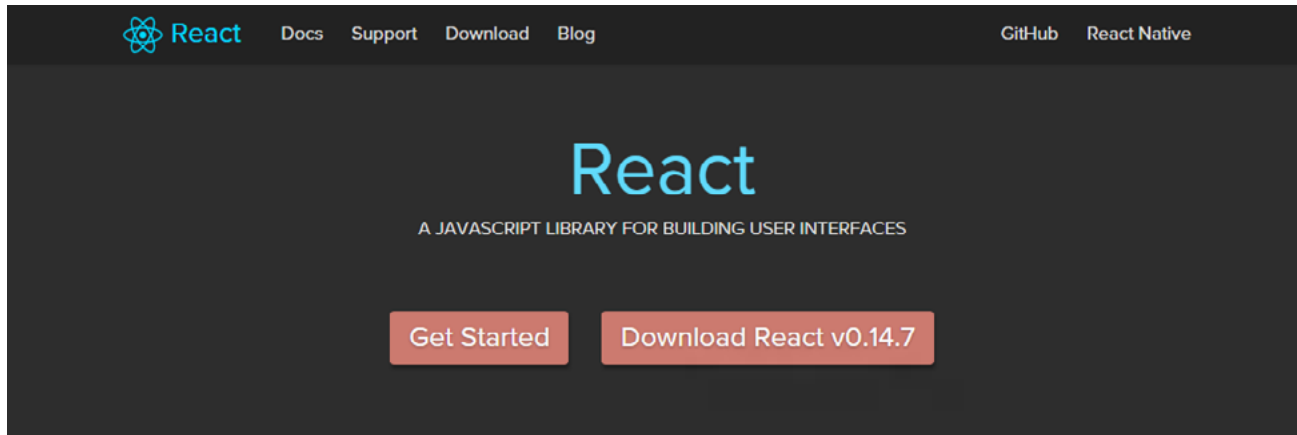 React Docs Support Download Blog GitHub React Native
React
A JAVASCRIPT LIBRARY FOR BUILDING USER INTERFACES
Get Started Download React v0.14.7